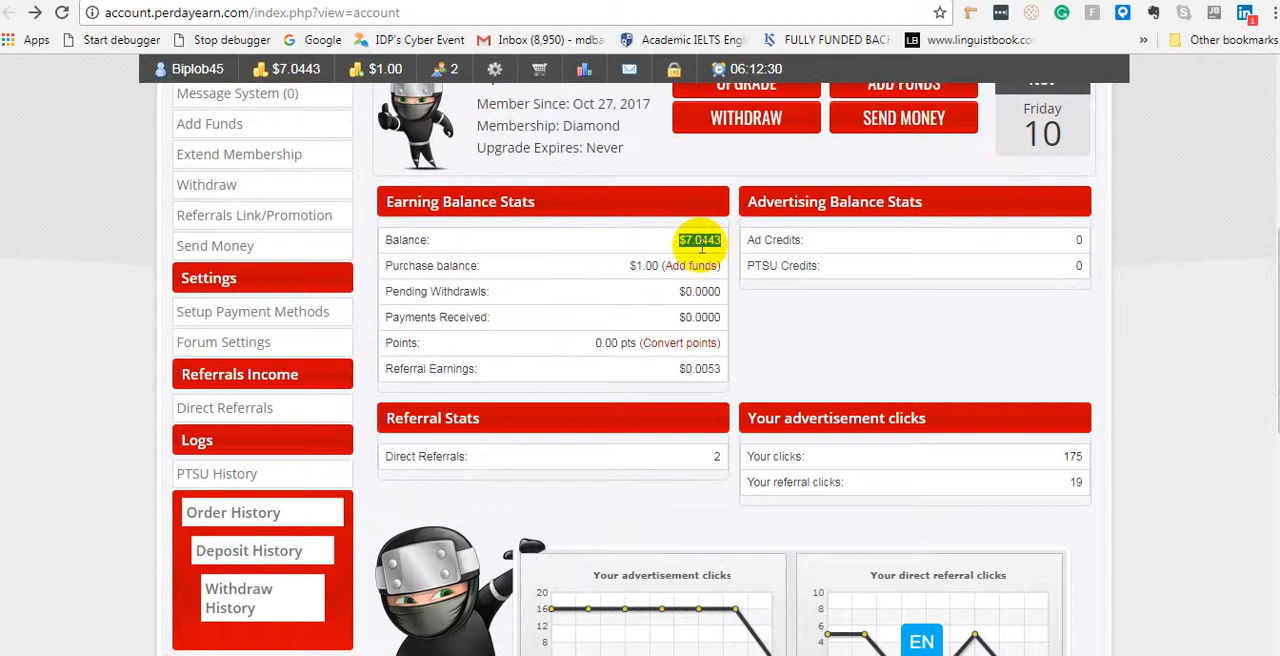 account.perdayearn.com/index.php?view=account
Apps Start debugger Stop debugger Google IDP's Cyber Event Inbox (8,950) - mdba Academic IELTS Engl FULLY FUNDED BACH LB www.linguistbook.co » Other bookmarks
Biplob45 $7.0443 $1.00 2 06:12:30
Message System (0)
Add Funds
Extend Membership
Withdraw
Referrals Link/Promotion
Send Money
Settings
Setup Payment Methods
Forum Settings
Referrals Income
Direct Referrals
Logs
PTSU History
Order History
Deposit History
Withdraw
History
Member Since: Oct 27, 2017
Membership: Diamond
Upgrade Expires: Never
UPGRADE ADD FUNDS
WITHDRAW SEND MONEY
Friday
10
Earning Balance Stats
Balance: $7.0443
Purchase balance: $1.00 (Add funds)
Pending Withdrawls: $0.0000
Payments Received: $0.0000
Points: 0.00 pts (Convert points)
Referral Earnings: $0.0053
Advertising Balance Stats
Ad Credits: 0
PTSU Credits: 0
Referral Stats
Direct Referrals: 2
Your advertisement clicks
Your clicks: 175
Your referral clicks: 19
Your advertisement clicks
20
16
12
8
Your direct referral clicks
10
8
6
4
EN